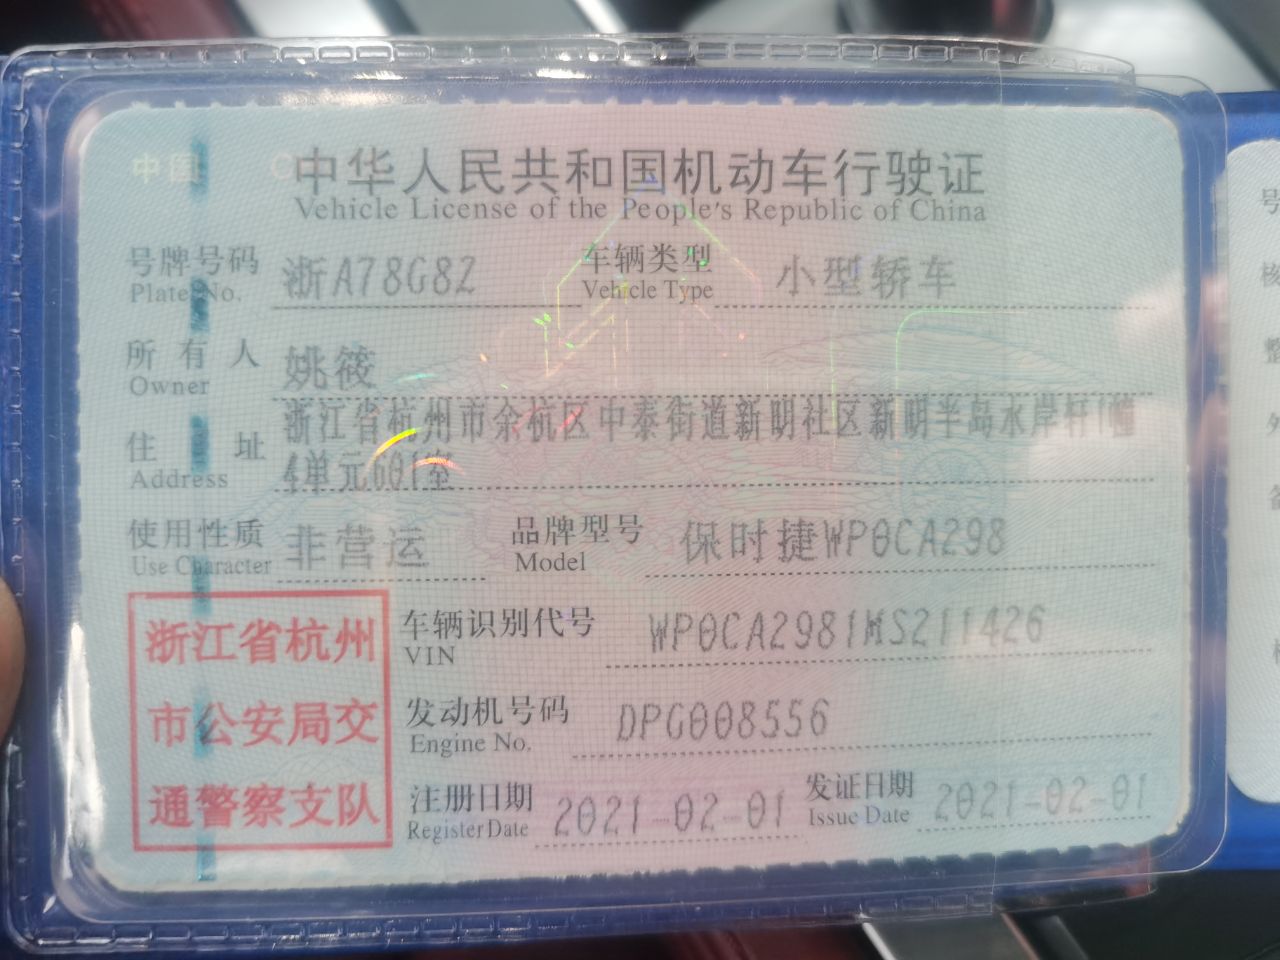 中国
中华人民共和国机动车行驶证
Vehicle License of the People's Republic of China
号牌号码 浙A78G8Z 车辆类型 小型轿车
Plate No. Vehicle Type
所有人 姚筱
Owner
住址 浙江省杭州市余杭区中泰街道新明社区新明半岛水岸轩1幢
Address 4单元601室
使用性质 非营运 品牌型号 保时捷WP0CA298
Use Character Model
浙江省杭州
市公安局交
通警察支队
车辆识别代号 WP0CA2981MS211426
VIN
发动机号码 DPG008556
Engine No.
注册日期 2021-02-01 发证日期 2021-02-01
Register Date Issue Date
号
核
整